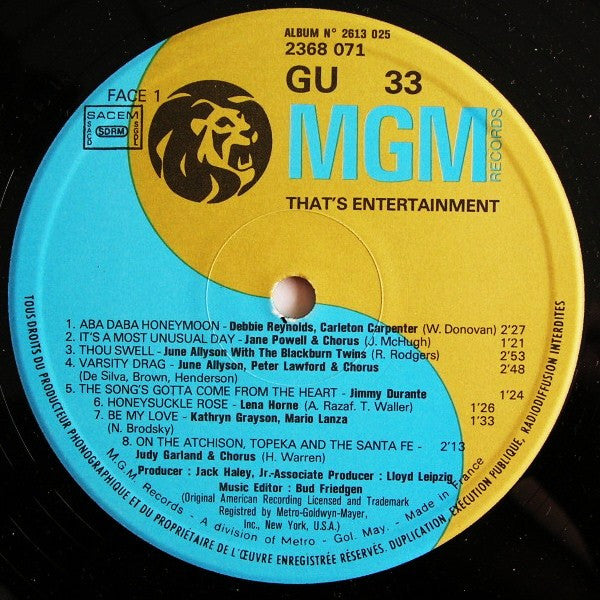 ALBUM N° 2613 025
2368 071
GU 33
FACE 1
SACEM
SACD
SDRM
SGDL
MGM
RECORDS
THAT'S ENTERTAINMENT
1. ABA DABA HONEYMOON - Debbie Reynolds, Carleton Carpenter (W. Donovan) 2'27
2. IT'S A MOST UNUSUAL DAY - Jane Powell & Chorus (J. McHugh) 1'21
3. THOU SWELL - June Allyson With The Blackburn Twins (R. Rodgers) 2'53
4. VARSITY DRAG - June Allyson, Peter Lawford & Chorus 2'48
(De Silva, Brown, Henderson)
5. THE SONG'S GOTTA COME FROM THE HEART - Jimmy Durante 1'24
6. HONEYSUCKLE ROSE - Lena Horne (A. Razaf. T. Waller) 1'26
7. BE MY LOVE - Kathryn Grayson, Mario Lanza 1'33
(N. Brodsky)
8. ON THE ATCHISON, TOPEKA AND THE SANTA FE - 2'13
Judy Garland & Chorus (H. Warren)
Producer : Jack Haley, Jr.-Associate Producer : Lloyd Leipzig,
Music Editor : Bud Friedgen
(Original American Recording Licensed and Trademark
Registred by Metro-Goldwyn-Mayer,
Inc., New York, U.S.A.)
M.G.M. Records - A division of Metro - Gol. May. - Made in France
TOUS DROITS DU PRODUCTEUR PHONOGRAPHIQUE ET DU PROPRIÉTAIRE DE L'ŒUVRE ENREGISTRÉE RÉSERVÉS. DUPLICATION, EXÉCUTION PUBLIQUE, RADIODIFFUSION INTERDITES